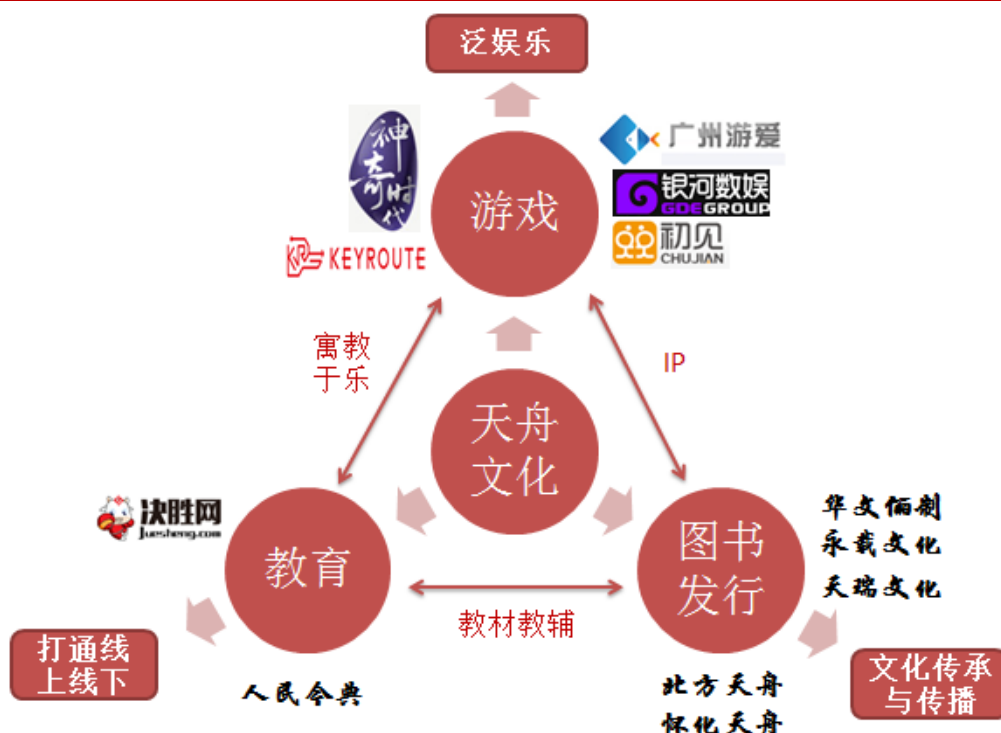 泛娱乐
神奇时代
广州游爱
银河数娱
GDEGROUP
初见
CHUJIAN
KEYROUTE
游戏
寓教
于乐
IP
天舟
文化
决胜网
Juesheng.com
教育
图书
发行
华文俪制
永载文化
天瑞文化
教材教辅
打通线
上线下
人民今典
北方天舟
怀化天舟
文化传承
与传播